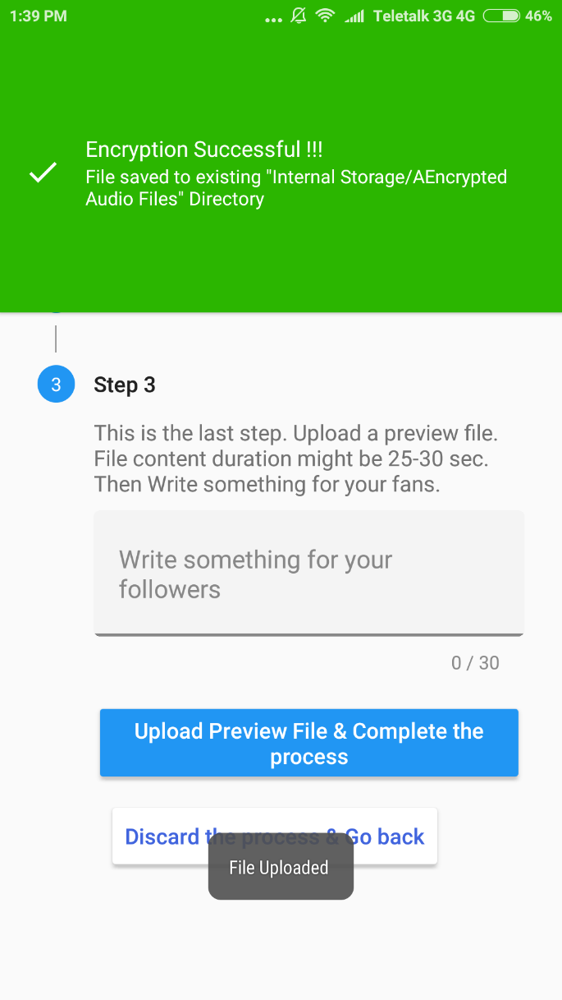 1:39 PM ... Teletalk 3G 4G 46%
Encryption Successful !!!
File saved to existing "Internal Storage/AEncrypted
Audio Files" Directory
3 Step 3
This is the last step. Upload a preview file.
File content duration might be 25-30 sec.
Then Write something for your fans.
Write something for your
followers
0 / 30
Upload Preview File & Complete the
process
Discard the process & Go back
File Uploaded